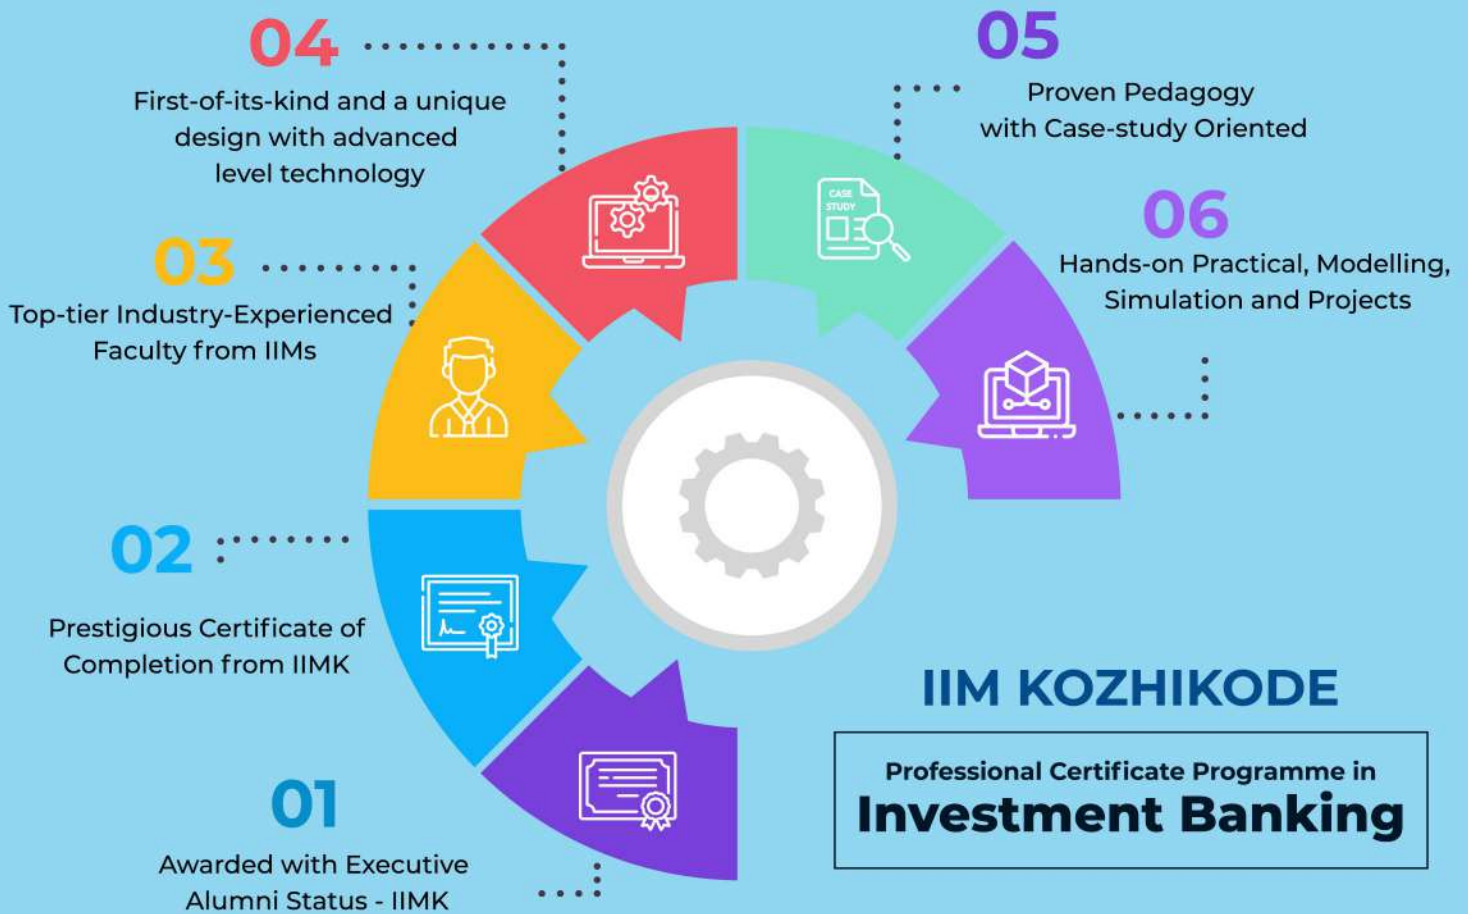 04
First-of-its-kind and a unique
design with advanced
level technology
05
Proven Pedagogy
with Case-study Oriented
CASE
STUDY
03
Top-tier Industry-Experienced
Faculty from IIMs
06
Hands-on Practical, Modelling,
Simulation and Projects
02
Prestigious Certificate of
Completion from IIMK
01
Awarded with Executive
Alumni Status - IIMK
IIM KOZHIKODE
Professional Certificate Programme in
Investment Banking